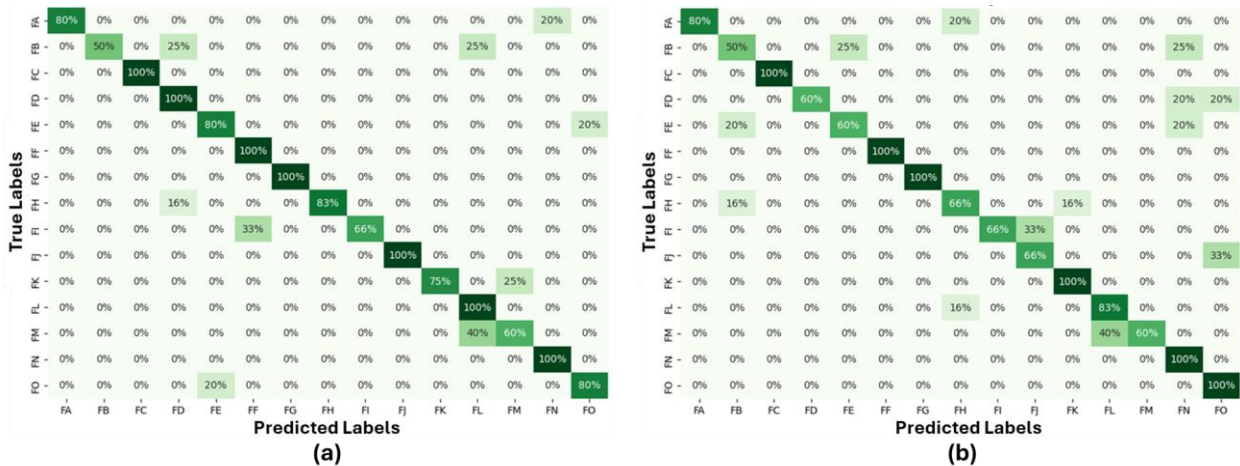 True Labels
FA 80% 0% 0% 0% 0% 0% 0% 0% 0% 0% 0% 0% 0% 20% 0%
FB 0% 50% 0% 25% 0% 0% 0% 0% 0% 0% 0% 25% 0% 0% 0%
FC 0% 0% 100% 0% 0% 0% 0% 0% 0% 0% 0% 0% 0% 0% 0%
FD 0% 0% 0% 100% 0% 0% 0% 0% 0% 0% 0% 0% 0% 0% 0%
FE 0% 0% 0% 0% 80% 0% 0% 0% 0% 0% 0% 0% 0% 0% 20%
FF 0% 0% 0% 0% 0% 100% 0% 0% 0% 0% 0% 0% 0% 0% 0%
FG 0% 0% 0% 0% 0% 0% 100% 0% 0% 0% 0% 0% 0% 0% 0%
FH 0% 0% 0% 16% 0% 0% 0% 83% 0% 0% 0% 0% 0% 0% 0%
FI 0% 0% 0% 0% 0% 33% 0% 0% 66% 0% 0% 0% 0% 0% 0%
FJ 0% 0% 0% 0% 0% 0% 0% 0% 0% 100% 0% 0% 0% 0% 0%
FK 0% 0% 0% 0% 0% 0% 0% 0% 0% 0% 75% 0% 25% 0% 0%
FL 0% 0% 0% 0% 0% 0% 0% 0% 0% 0% 0% 100% 0% 0% 0%
FM 0% 0% 0% 0% 0% 0% 0% 0% 0% 0% 0% 40% 60% 0% 0%
FN 0% 0% 0% 0% 0% 0% 0% 0% 0% 0% 0% 0% 0% 100% 0%
FO 0% 0% 0% 0% 20% 0% 0% 0% 0% 0% 0% 0% 0% 0% 80%
FA FB FC FD FE FF FG FH FI FJ FK FL FM FN FO
Predicted Labels
(a)
True Labels
FA 80% 0% 0% 0% 0% 0% 0% 20% 0% 0% 0% 0% 0% 0% 0%
FB 0% 50% 0% 0% 25% 0% 0% 0% 0% 0% 0% 0% 0% 25% 0%
FC 0% 0% 100% 0% 0% 0% 0% 0% 0% 0% 0% 0% 0% 0% 0%
FD 0% 0% 0% 60% 0% 0% 0% 0% 0% 0% 0% 0% 0% 20% 20%
FE 0% 20% 0% 0% 60% 0% 0% 0% 0% 0% 0% 0% 0% 20% 0%
FF 0% 0% 0% 0% 0% 100% 0% 0% 0% 0% 0% 0% 0% 0% 0%
FG 0% 0% 0% 0% 0% 0% 100% 0% 0% 0% 0% 0% 0% 0% 0%
FH 0% 16% 0% 0% 0% 0% 0% 66% 0% 0% 16% 0% 0% 0% 0%
FI 0% 0% 0% 0% 0% 0% 0% 0% 66% 33% 0% 0% 0% 0% 0%
FJ 0% 0% 0% 0% 0% 0% 0% 0% 0% 66% 0% 0% 0% 0% 33%
FK 0% 0% 0% 0% 0% 0% 0% 0% 0% 0% 100% 0% 0% 0% 0%
FL 0% 0% 0% 0% 0% 0% 0% 16% 0% 0% 0% 83% 0% 0% 0%
FM 0% 0% 0% 0% 0% 0% 0% 0% 0% 0% 0% 40% 60% 0% 0%
FN 0% 0% 0% 0% 0% 0% 0% 0% 0% 0% 0% 0% 0% 100% 0%
FO 0% 0% 0% 0% 0% 0% 0% 0% 0% 0% 0% 0% 0% 0% 100%
FA FB FC FD FE FF FG FH FI FJ FK FL FM FN FO
Predicted Labels
(b)